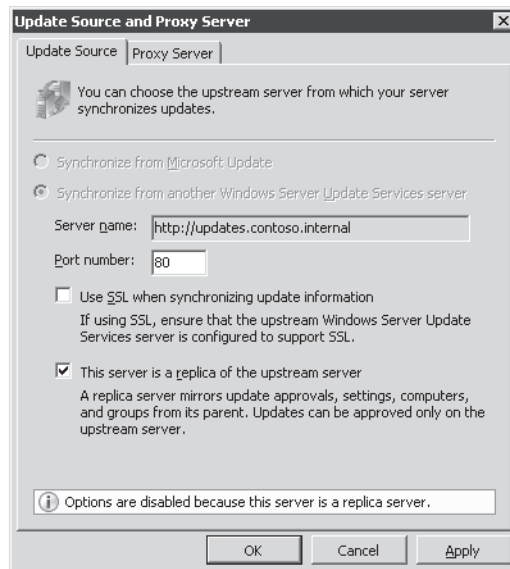 Update Source and Proxy Server
Update Source
Proxy Server
You can choose the upstream server from which your server
synchronizes updates.
Synchronize from Microsoft Update
Synchronize from another Windows Server Update Services server
Server name: http://updates.contoso.internal
Port number: 80
Use SSL when synchronizing update information
If using SSL, ensure that the upstream Windows Server Update
Services server is configured to support SSL.
This server is a replica of the upstream server
A replica server mirrors update approvals, settings, computers,
and groups from its parent. Updates can be approved only on the
upstream server.
Options are disabled because this server is a replica server.
OK
Cancel
Apply